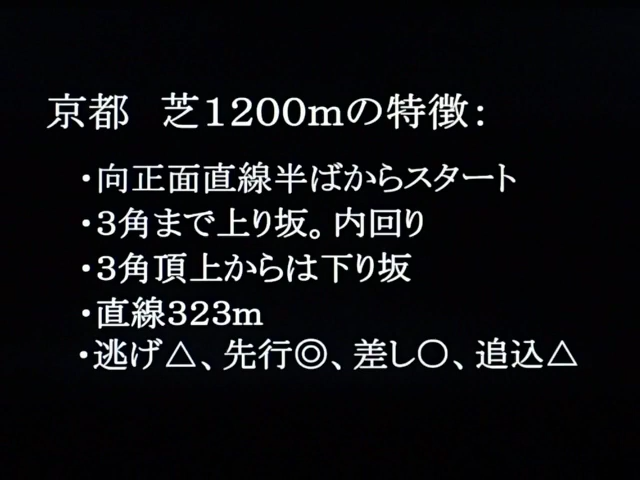 京都　芝１２００ｍの特徴：
・向正面直線半ばからスタート
・３角まで上り坂。内回り
・３角頂上からは下り坂
・直線３２３ｍ
・逃げ△、先行◎、差し○、追込△